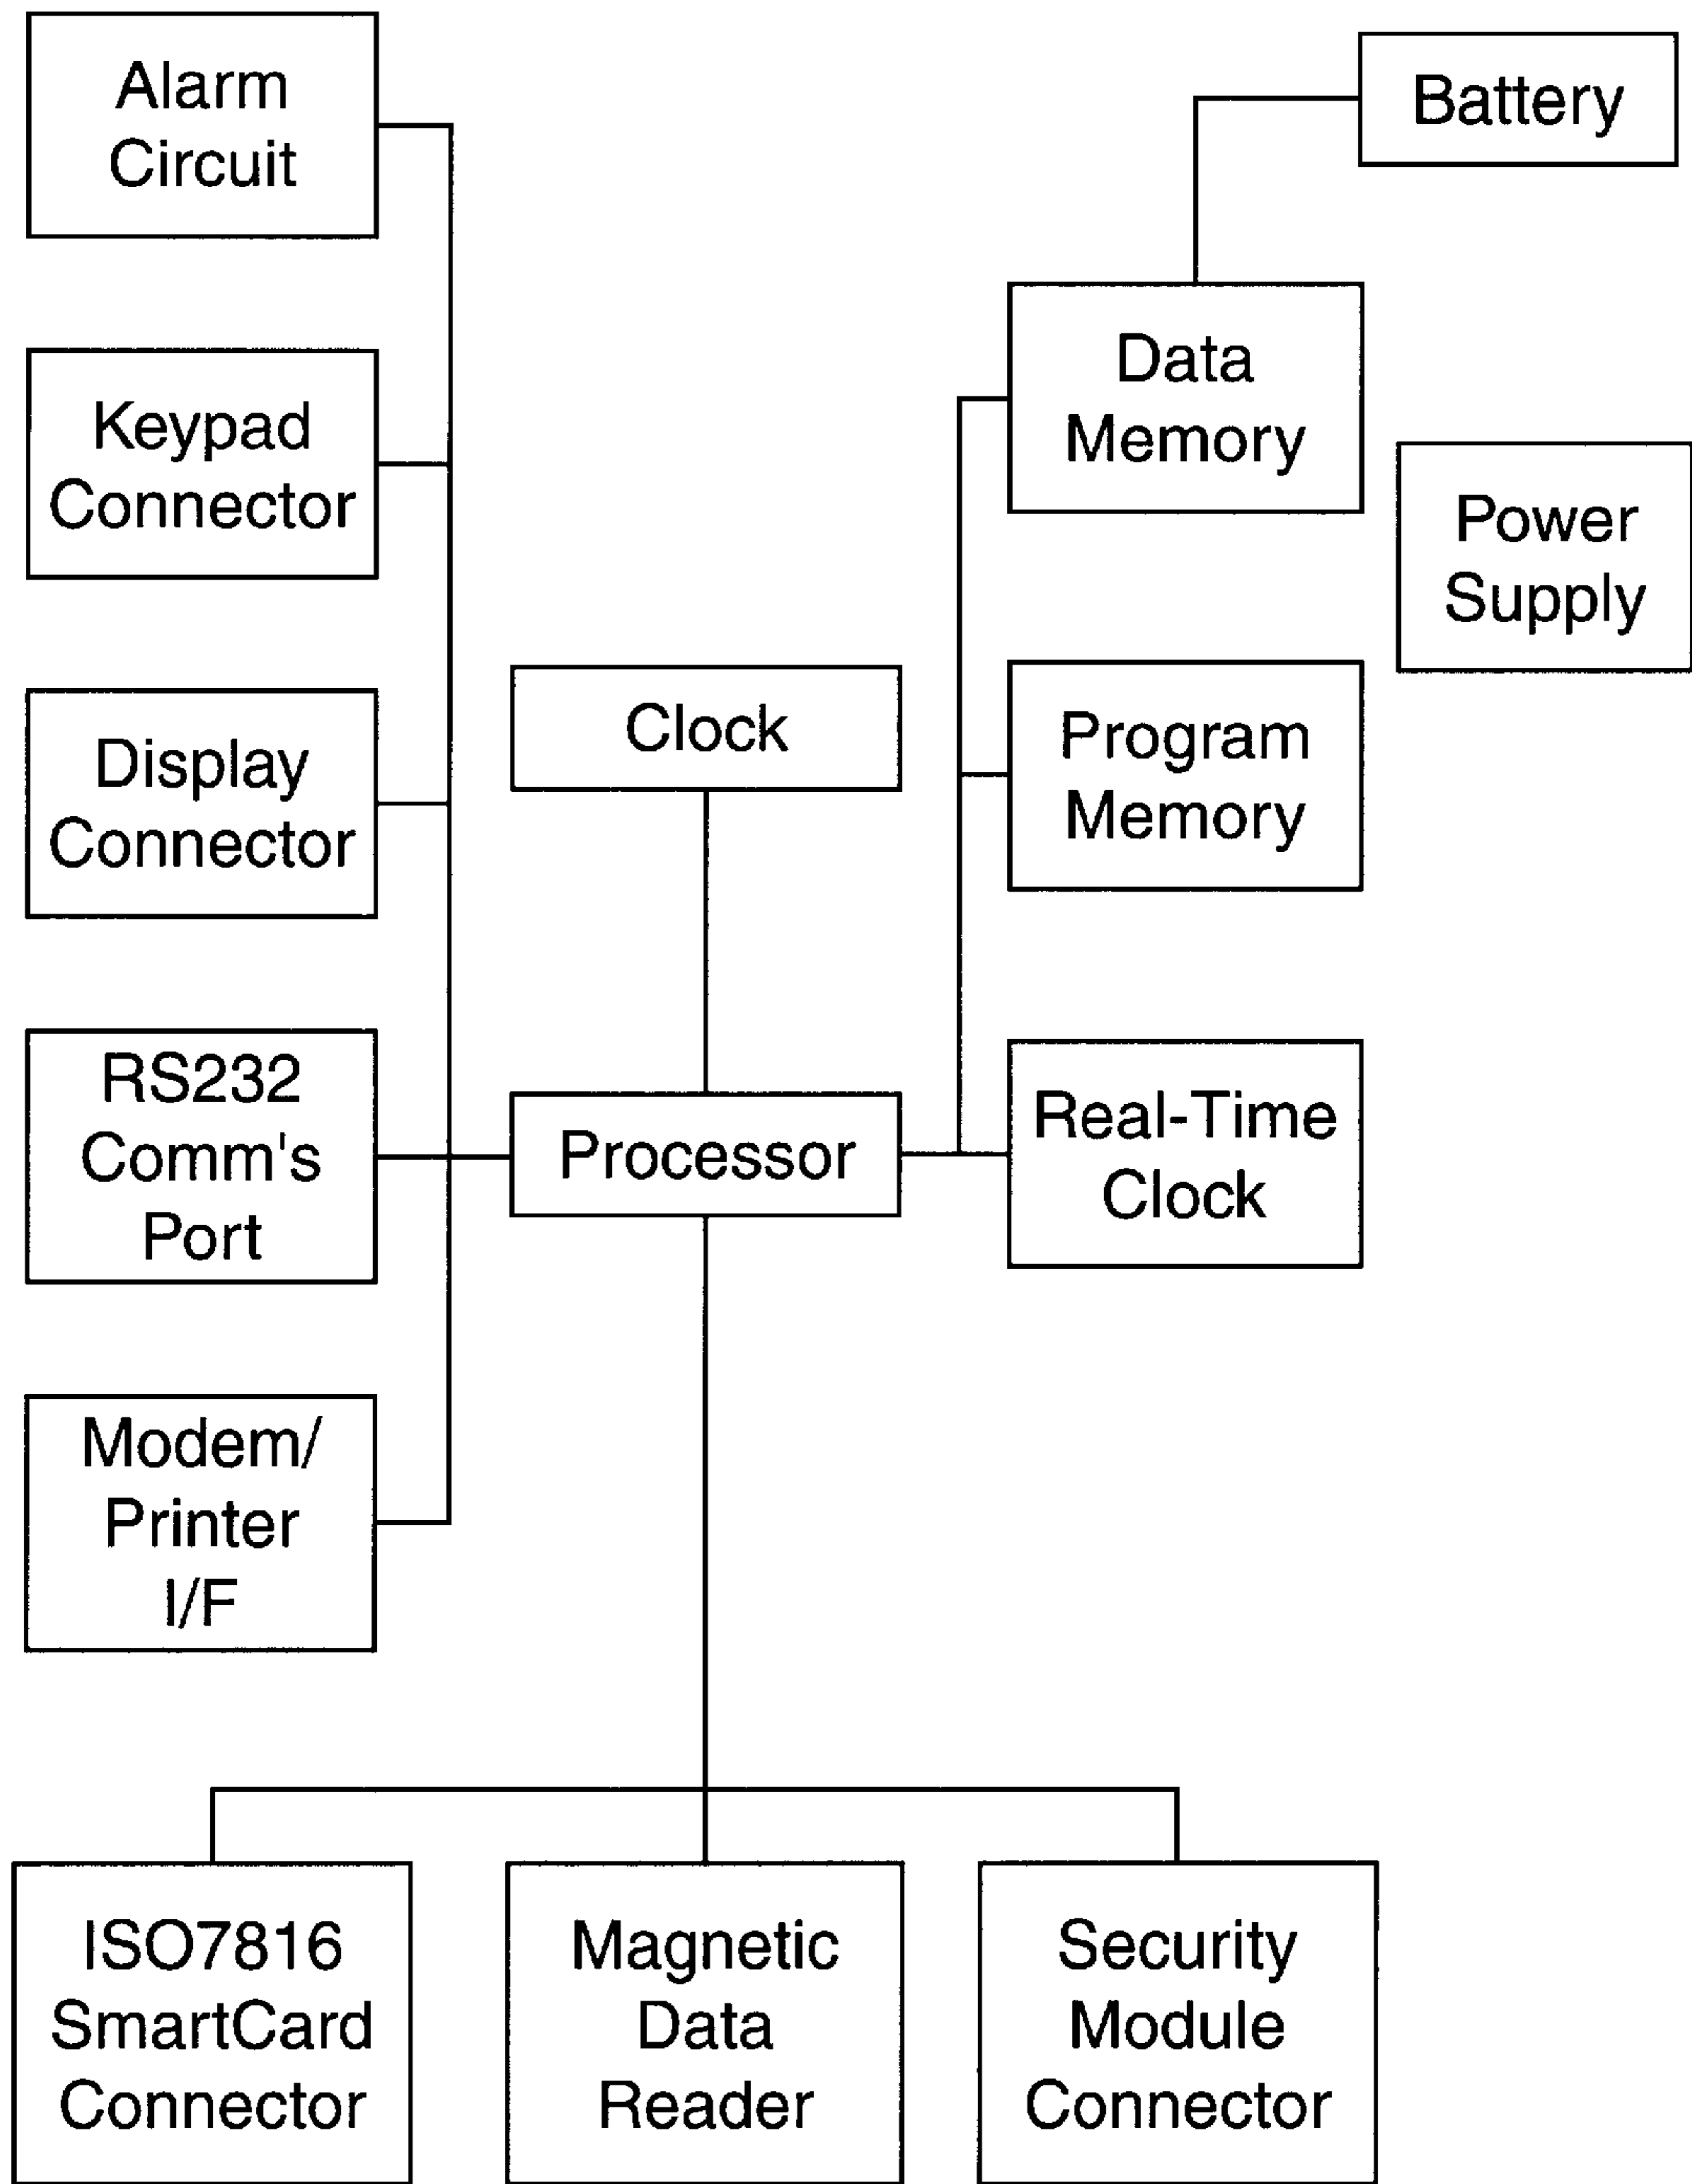 Alarm
Circuit
Battery
Data
Memory
Keypad
Connector
Power
Supply
Clock
Program
Memory
Display
Connector
RS232
Comm's
Port
Processor
Real-Time
Clock
Modem/
Printer
I/F
ISO7816
SmartCard
Connector
Magnetic
Data
Reader
Security
Module
Connector